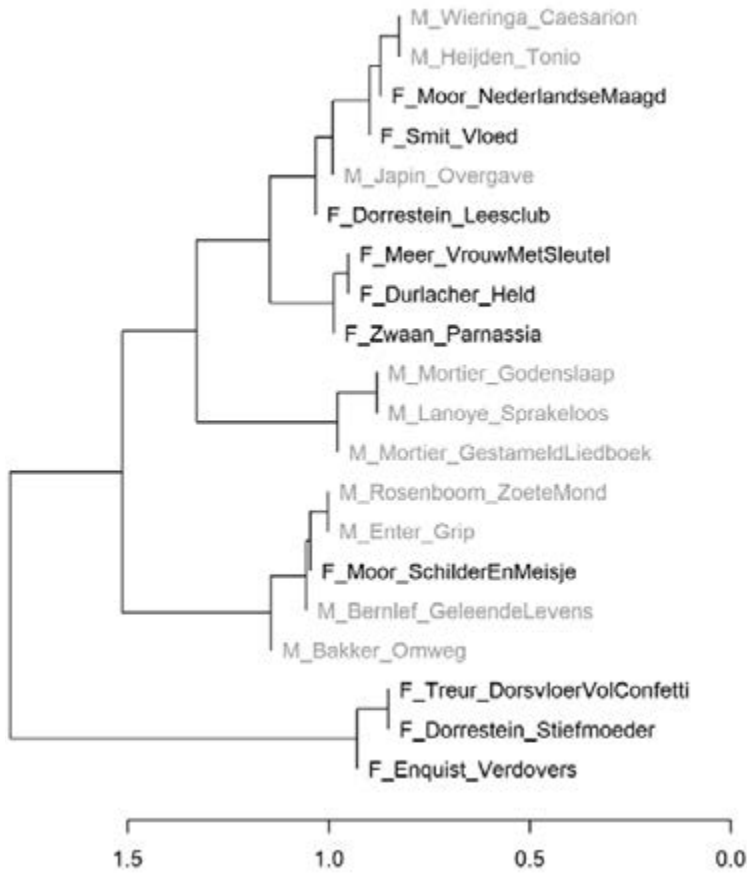 M_Wieringa_Caesarion
M_Heijden_Tonio
F_Moor_NederlandseMaagd
F_Smit_Vloed
M_Japin_Overgave
F_Dorrestein_Leesclub
F_Meer_VrouwMetSleutel
F_Durlacher_Held
F_Zwaan_Parnassia
M_Mortier_Godenslaap
M_Lanoye_Sprakeloos
M_Mortier_GestameldLiedboek
M_Rosenboom_ZoeteMond
M_Enter_Grip
F_Moor_SchilderEnMeisje
M_Bernlef_GeleendeLevens
M_Bakker_Omweg
F_Treur_DorsvloerVolConfetti
F_Dorrestein_Stiefmoeder
F_Enquist_Verdovers
1.5 1.0 0.5 0.0